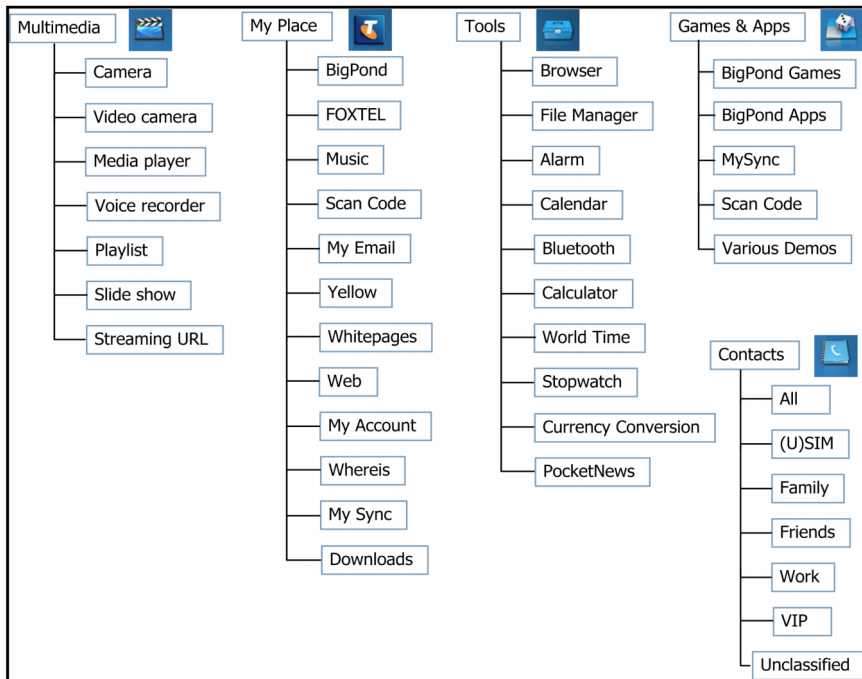 Multimedia
Camera
Video camera
Media player
Voice recorder
Playlist
Slide show
Streaming URL
My Place
BigPond
FOXTEL
Music
Scan Code
My Email
Yellow
Whitepages
Web
My Account
Whereis
My Sync
Downloads
Tools
Browser
File Manager
Alarm
Calendar
Bluetooth
Calculator
World Time
Stopwatch
Currency Conversion
PocketNews
Games & Apps
BigPond Games
BigPond Apps
MySync
Scan Code
Various Demos
Contacts
All
(U)SIM
Family
Friends
Work
VIP
Unclassified